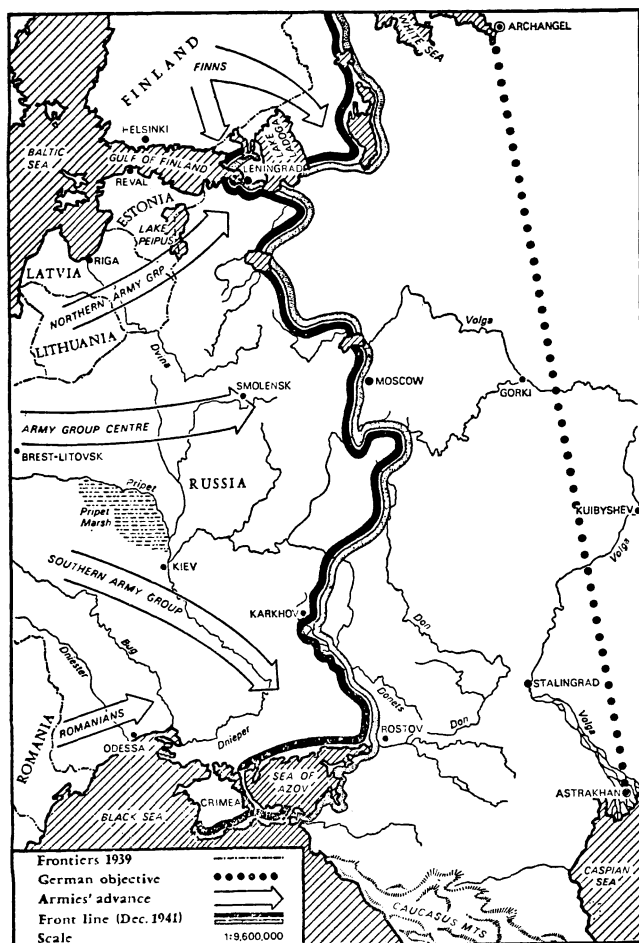 ARCHANGEL
WHITE SEA
FINLAND
FINNS
HELSINKI
LAKE LADOGA
BALTIC SEA
GULF OF FINLAND
LENINGRAD
REVAL
ESTONIA
LAKE PEIPUS
RIGA
LATVIA
NORTHERN ARMY GRP
LITHUANIA
Dvina
Volga
MOSCOW
GORKI
SMOLENSK
ARMY GROUP CENTRE
BREST-LITOVSK
RUSSIA
Pripet
Pripet Marsh
KUIBYSHEV
Volga
KIEV
SOUTHERN ARMY GROUP
KARKHOV
Don
Dniester
Bug
STALINGRAD
Donets
Don
Volga
ROMANIANS
ROMANIA
Dnieper
ODESSA
ROSTOV
SEA OF AZOV
ASTRAKHAN
CRIMEA
BLACK SEA
CASPIAN SEA
CAUCASUS MTS
Frontiers 1939
German objective
Armies' advance
Front line (Dec. 1941)
Scale 1:9,600,000